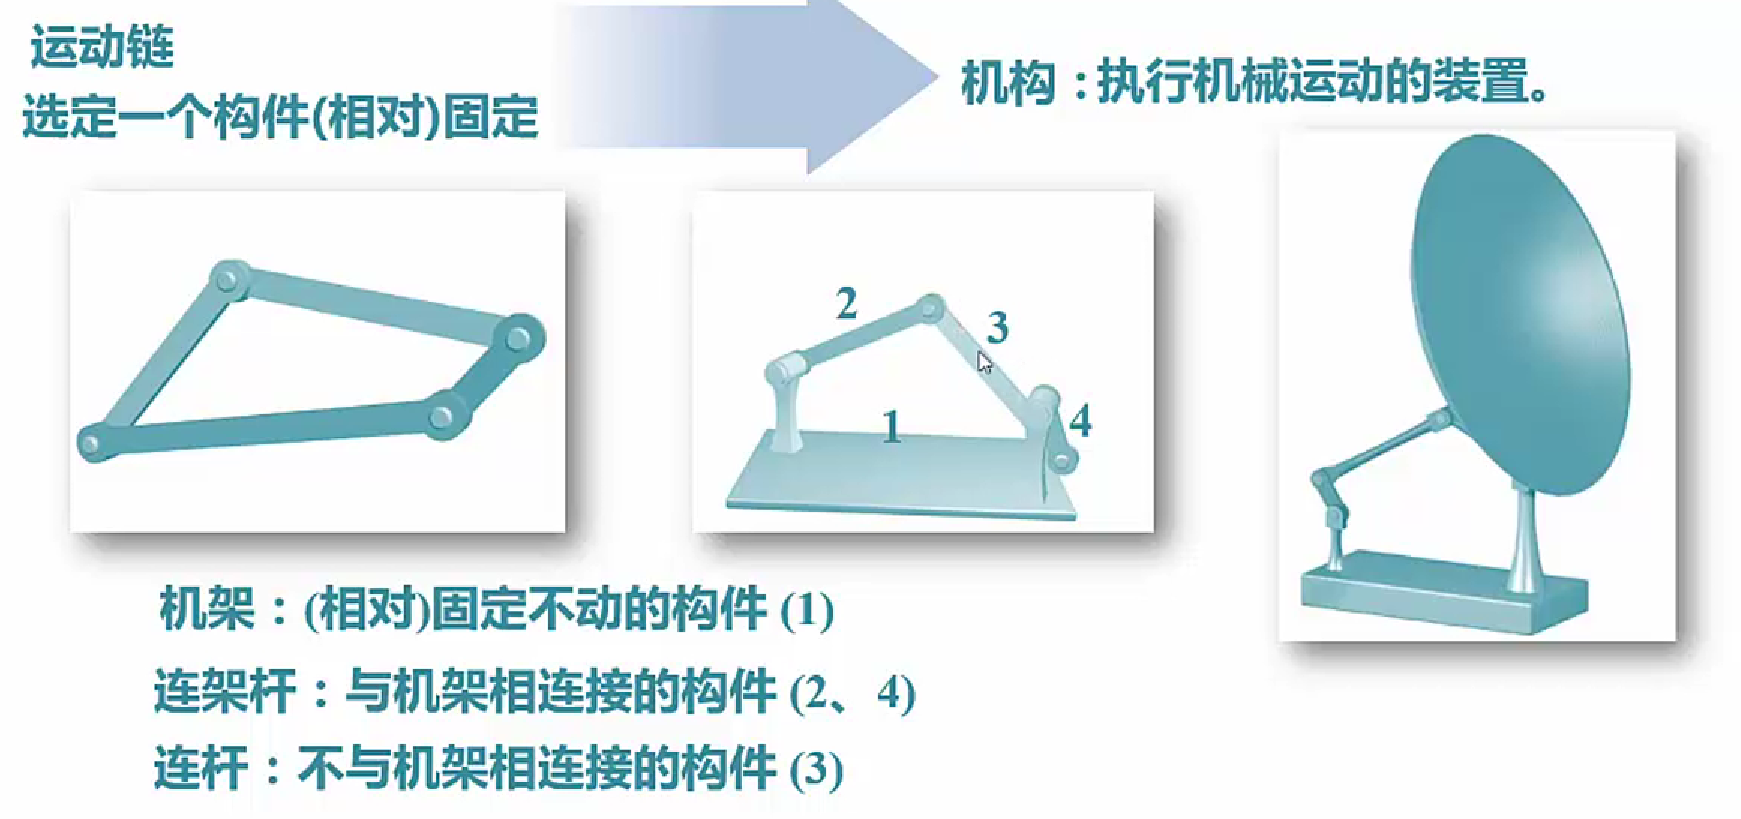 运动链
选定一个构件(相对)固定
机构：执行机械运动的装置。
2
3
1
4
机架：(相对)固定不动的构件 (1)
连架杆：与机架相连接的构件 (2、4)
连杆：不与机架相连接的构件 (3)